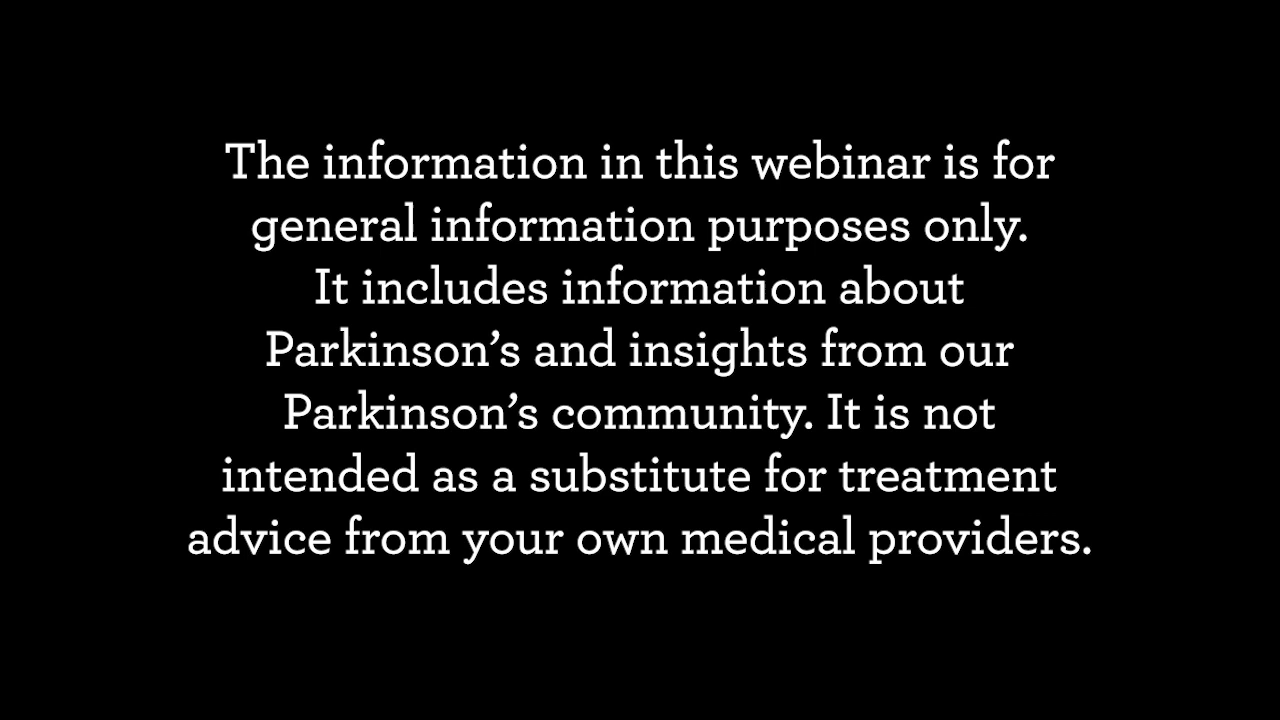 The information in this webinar is for
general information purposes only.
It includes information about
Parkinson’s and insights from our
Parkinson’s community. It is not
intended as a substitute for treatment
advice from your own medical providers.